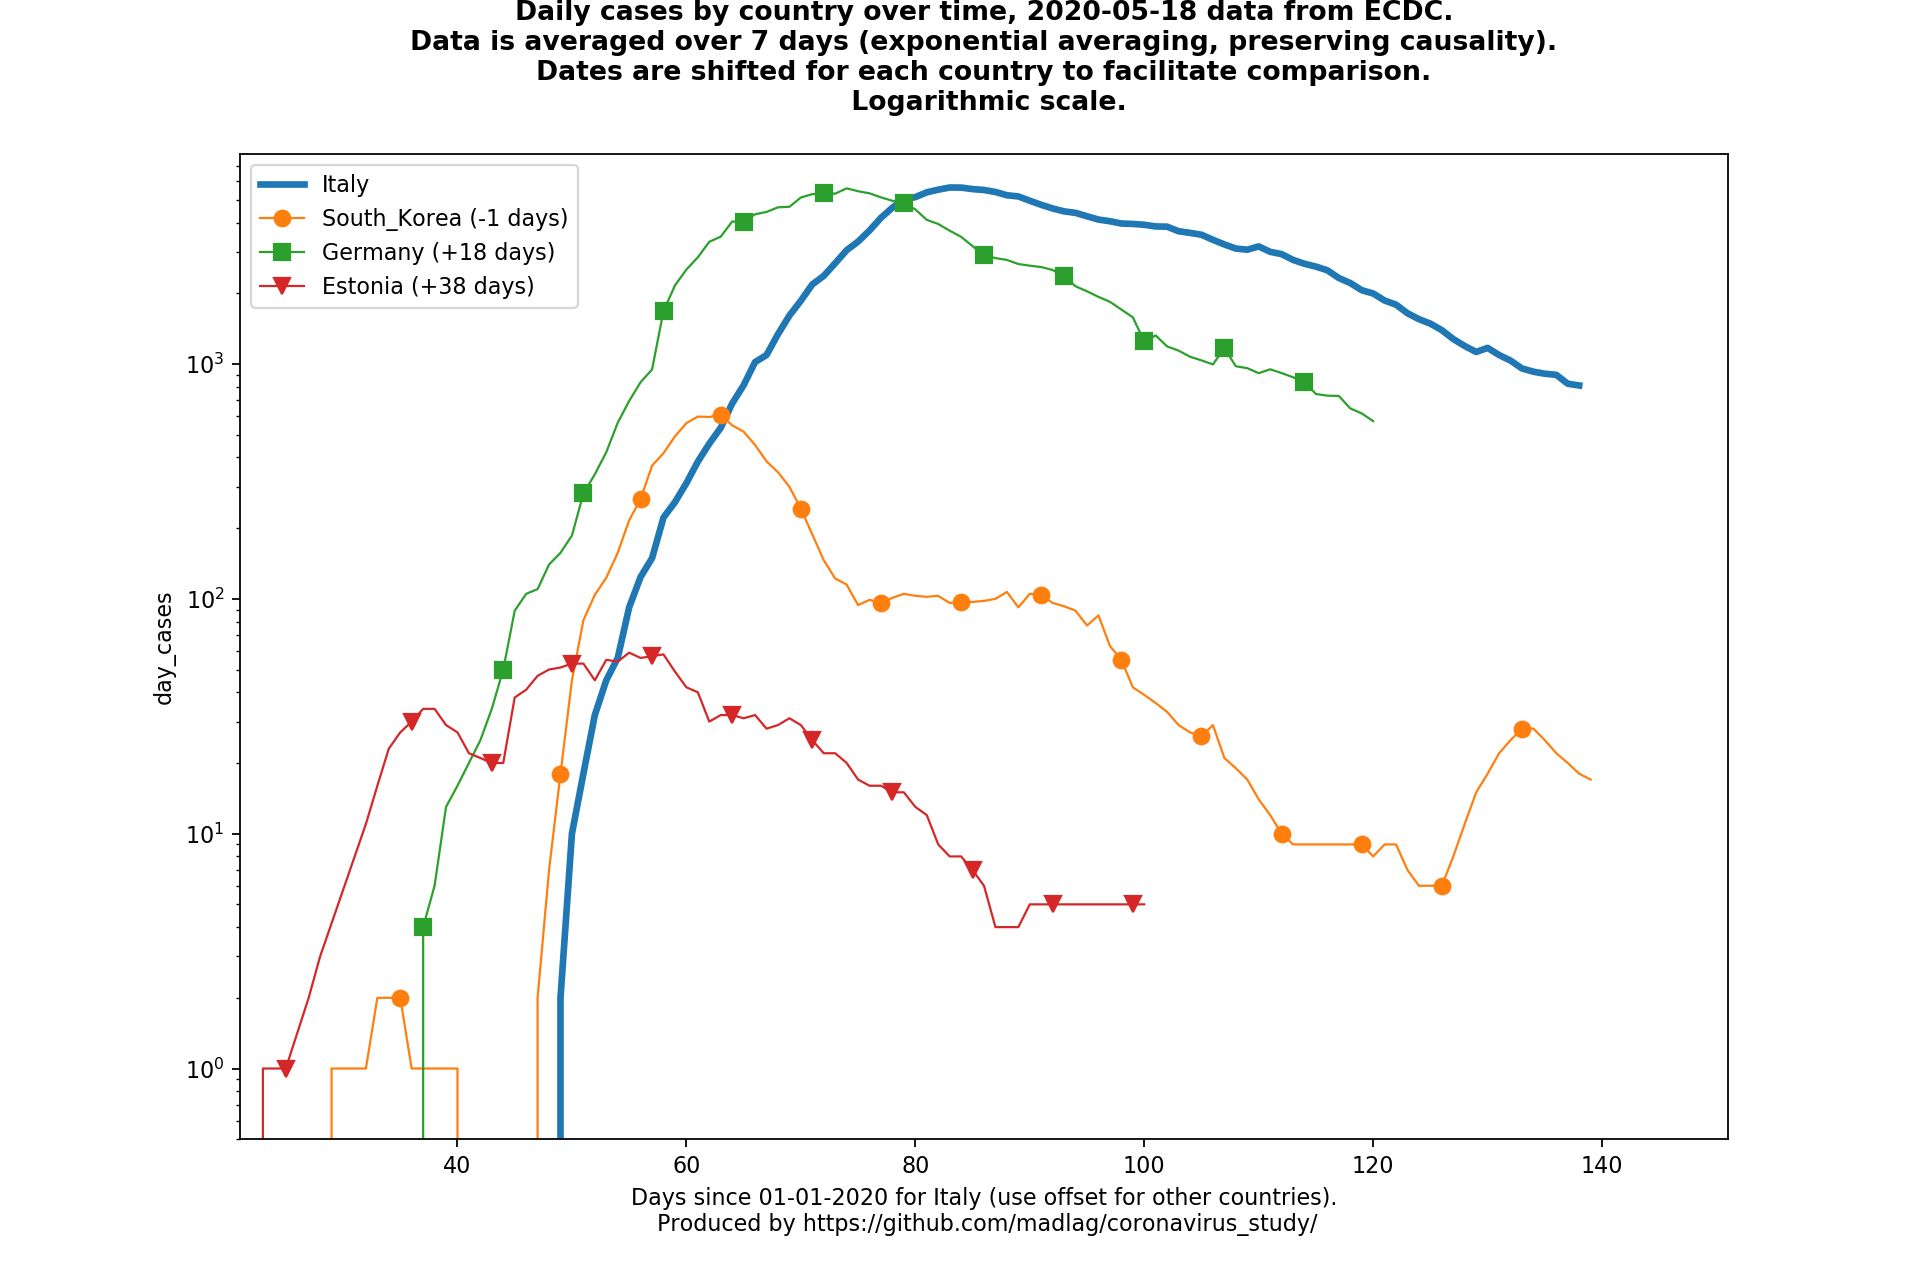 Daily cases by country over time, 2020-05-18 data from ECDC.
Data is averaged over 7 days (exponential averaging, preserving causality).
Dates are shifted for each country to facilitate comparison.
Logarithmic scale.
Italy
South_Korea (-1 days)
Germany (+18 days)
Estonia (+38 days)
day_cases
10³
10²
10¹
10⁰
40 60 80 100 120 140
Days since 01-01-2020 for Italy (use offset for other countries).
Produced by https://github.com/madlag/coronavirus_study/